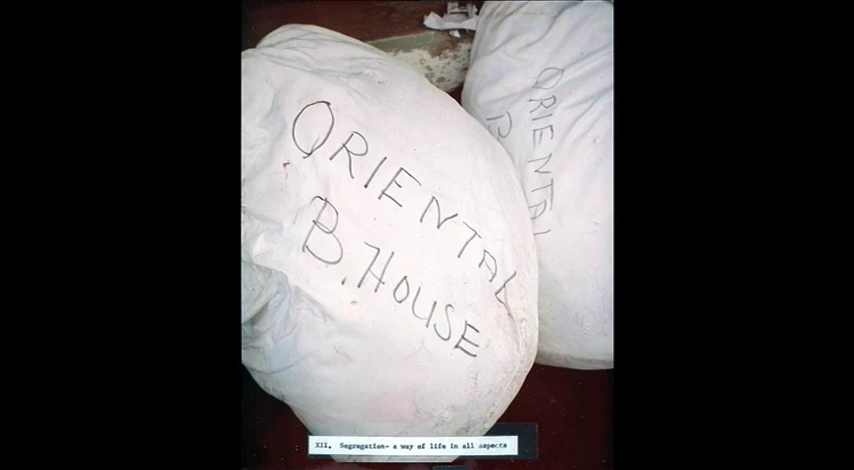 ORIENTAL
B. HOUSE
ORIENTAL
B
XII. Segregation- a way of life in all aspects